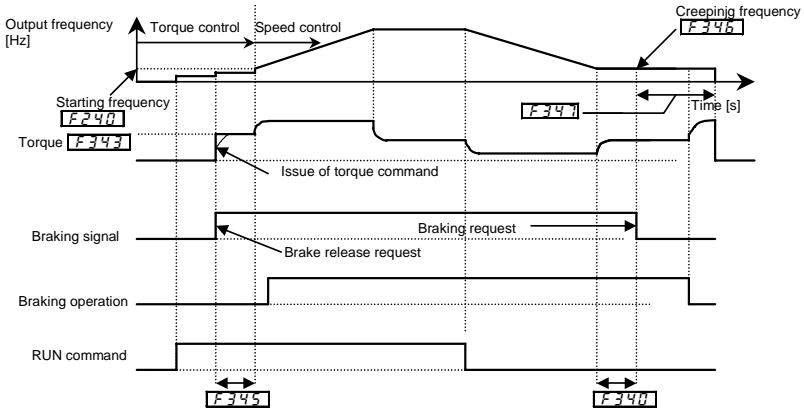 Output frequency
[Hz]
Torque control
Speed control
Creepinjg frequency
F346
Starting frequency
F240
F347
Time [s]
Torque F343
Issue of torque command
Braking signal
Braking request
Brake release request
Braking operation
RUN command
F345
F340